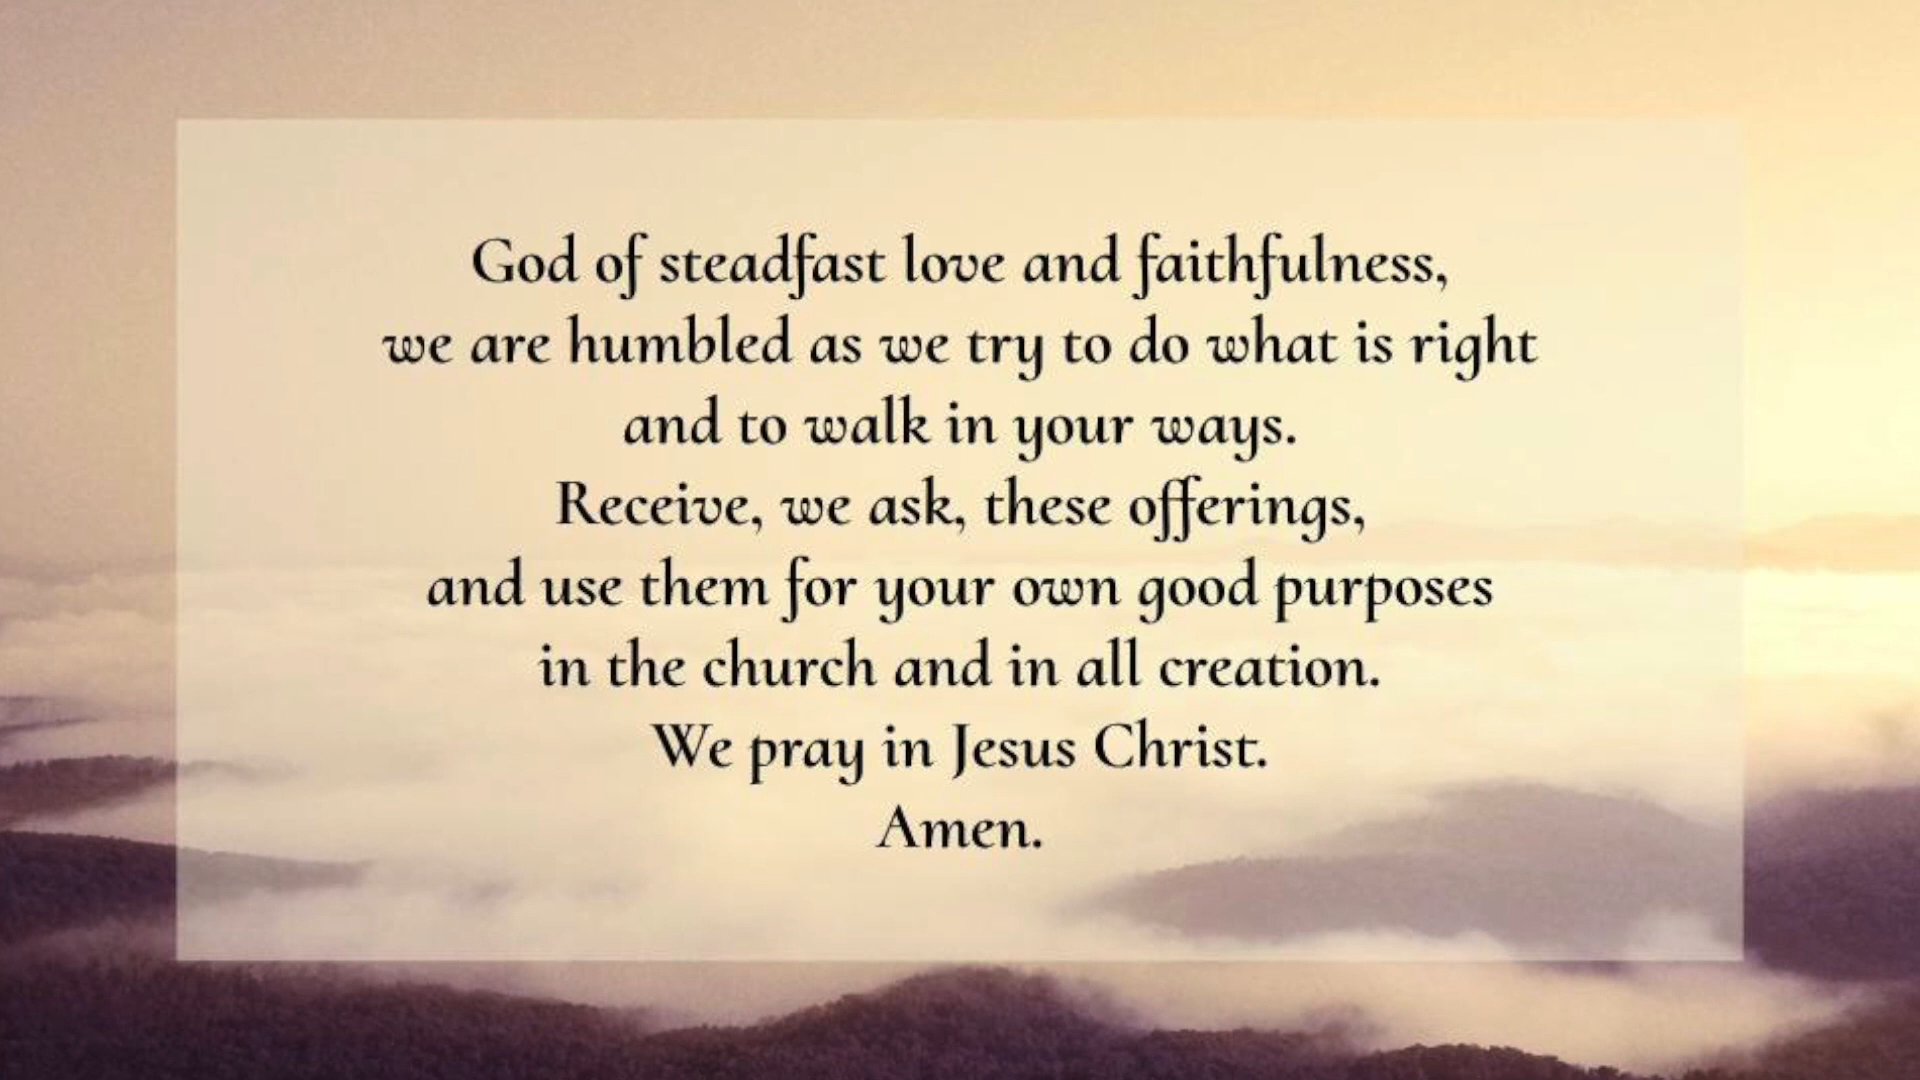 God of steadfast love and faithfulness,
we are humbled as we try to do what is right
and to walk in your ways.
Receive, we ask, these offerings,
and use them for your own good purposes
in the church and in all creation.
We pray in Jesus Christ.
Amen.